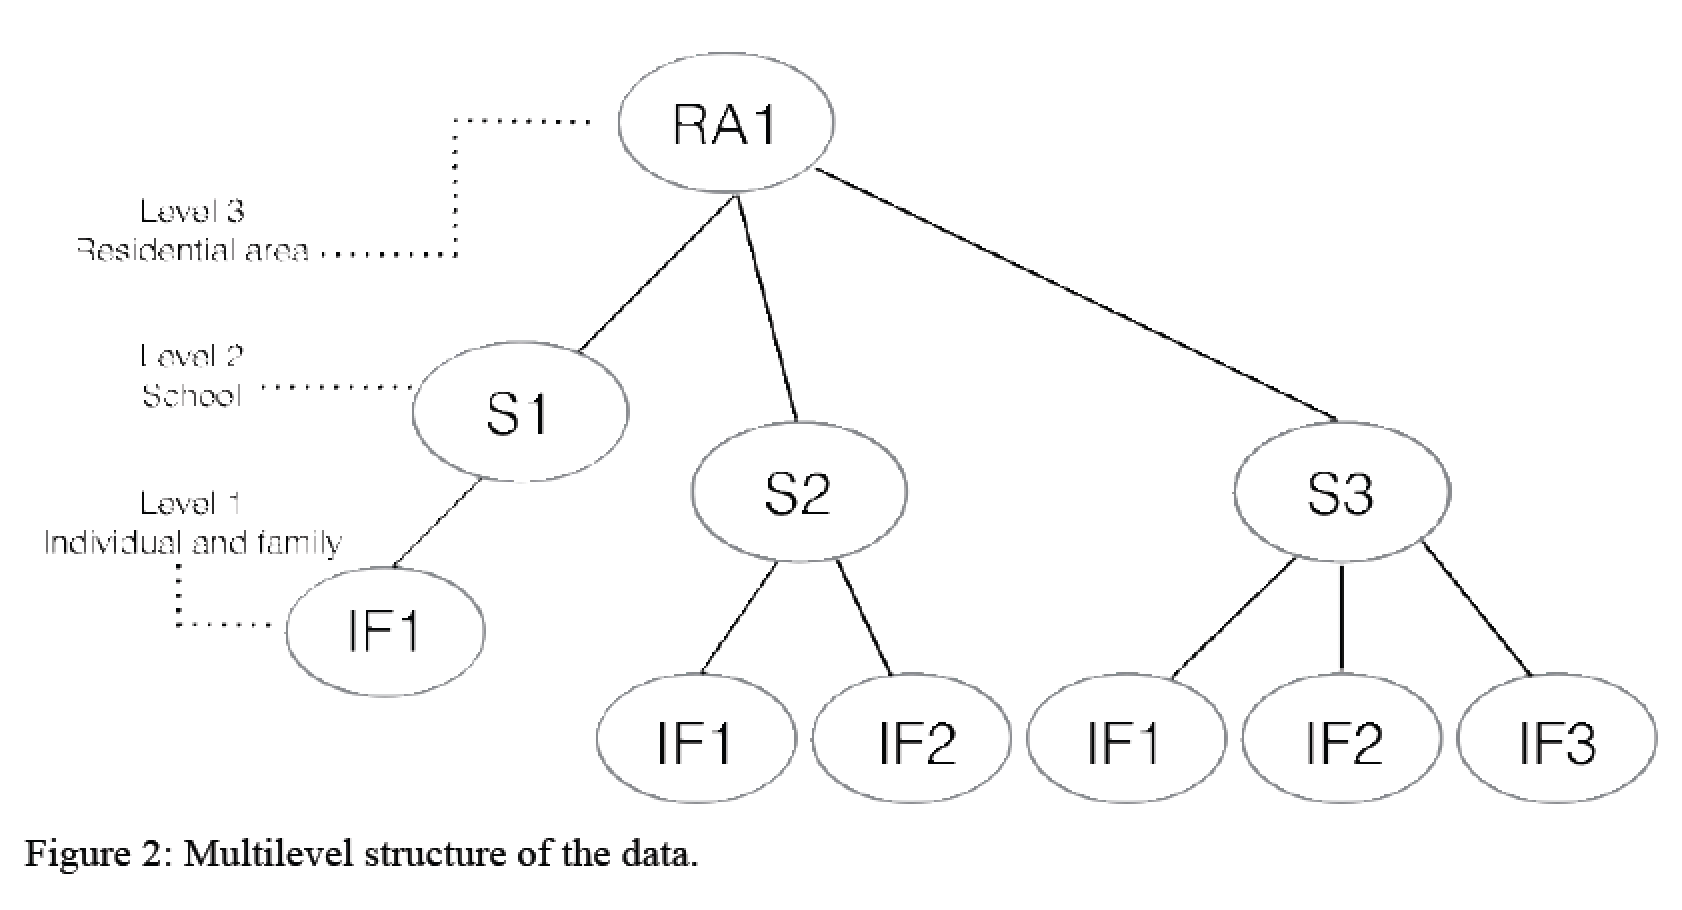 RA1
Level 3
Residential area
Level 2
School
S1
S2
S3
Level 1
Individual and family
IF1
IF1
IF2
IF1
IF2
IF3
Figure 2: Multilevel structure of the data.